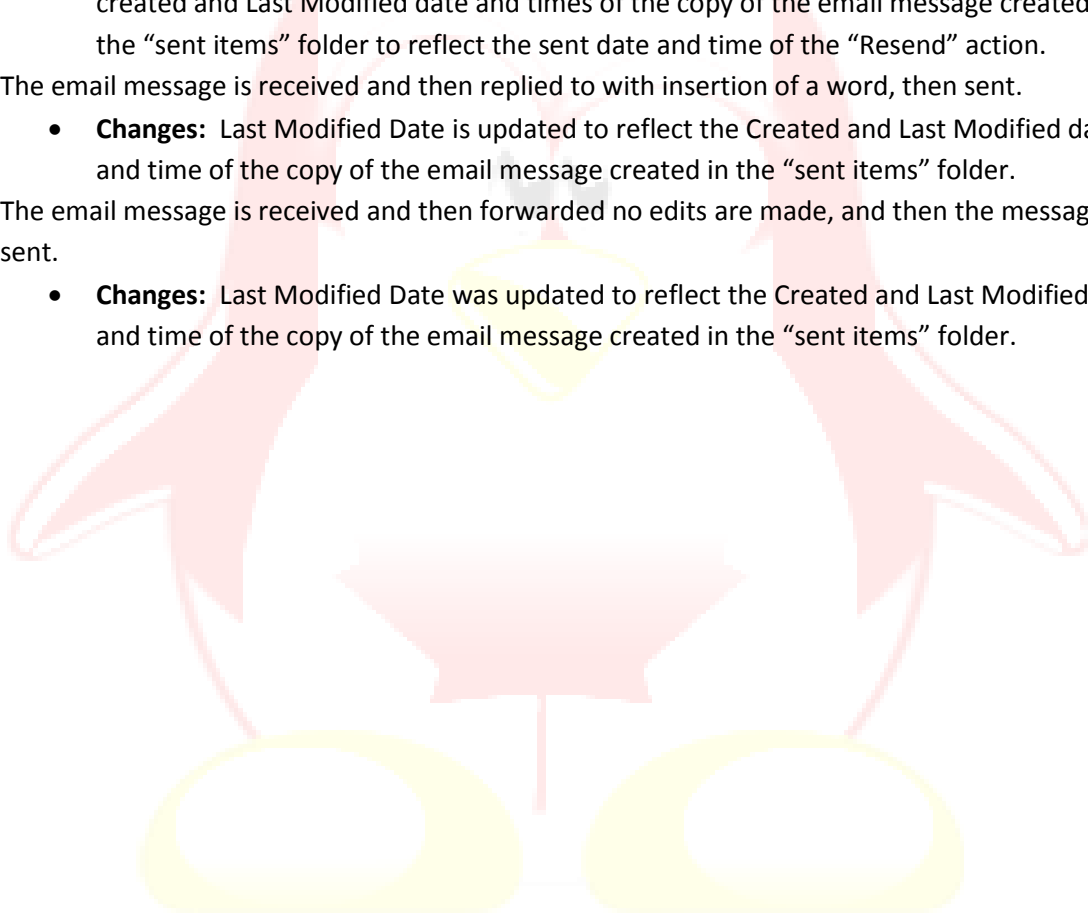 created and Last Modified date and times of the copy of the email message created
the “sent items” folder to reflect the sent date and time of the “Resend” action.
The email message is received and then replied to with insertion of a word, then sent.
• Changes: Last Modified Date is updated to reflect the Created and Last Modified da
and time of the copy of the email message created in the “sent items” folder.
The email message is received and then forwarded no edits are made, and then the messag
sent.
• Changes: Last Modified Date was updated to reflect the Created and Last Modified
and time of the copy of the email message created in the “sent items” folder.